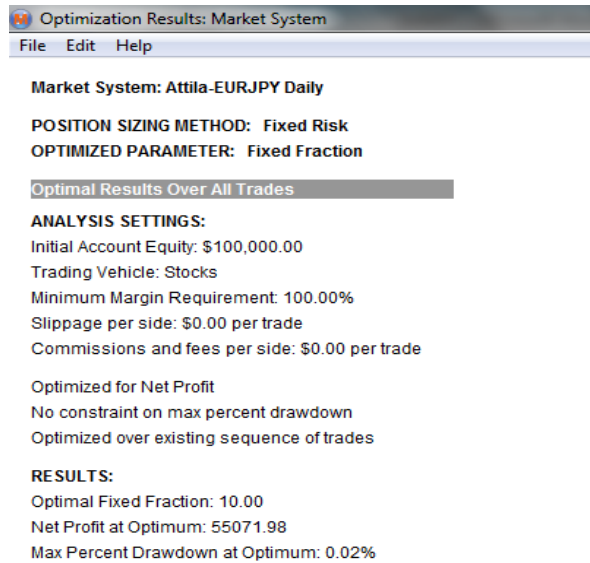 Optimization Results: Market System
File Edit Help
Market System: Attila-EURJPY Daily
POSITION SIZING METHOD: Fixed Risk
OPTIMIZED PARAMETER: Fixed Fraction
Optimal Results Over All Trades
ANALYSIS SETTINGS:
Initial Account Equity: $100,000.00
Trading Vehicle: Stocks
Minimum Margin Requirement: 100.00%
Slippage per side: $0.00 per trade
Commissions and fees per side: $0.00 per trade
Optimized for Net Profit
No constraint on max percent drawdown
Optimized over existing sequence of trades
RESULTS:
Optimal Fixed Fraction: 10.00
Net Profit at Optimum: 55071.98
Max Percent Drawdown at Optimum: 0.02%